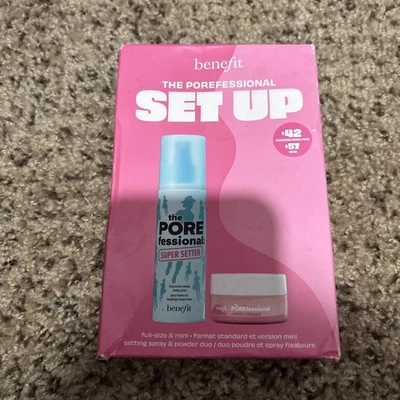 benefit
THE POREFESSIONAL
SET UP
$42
$57
the
PORE
fessional:
SUPER SETTER
benefit
POREfessional
full-size & mini • format standard et version mini
setting spray & powder duo / duo poudre et spray fixateurs